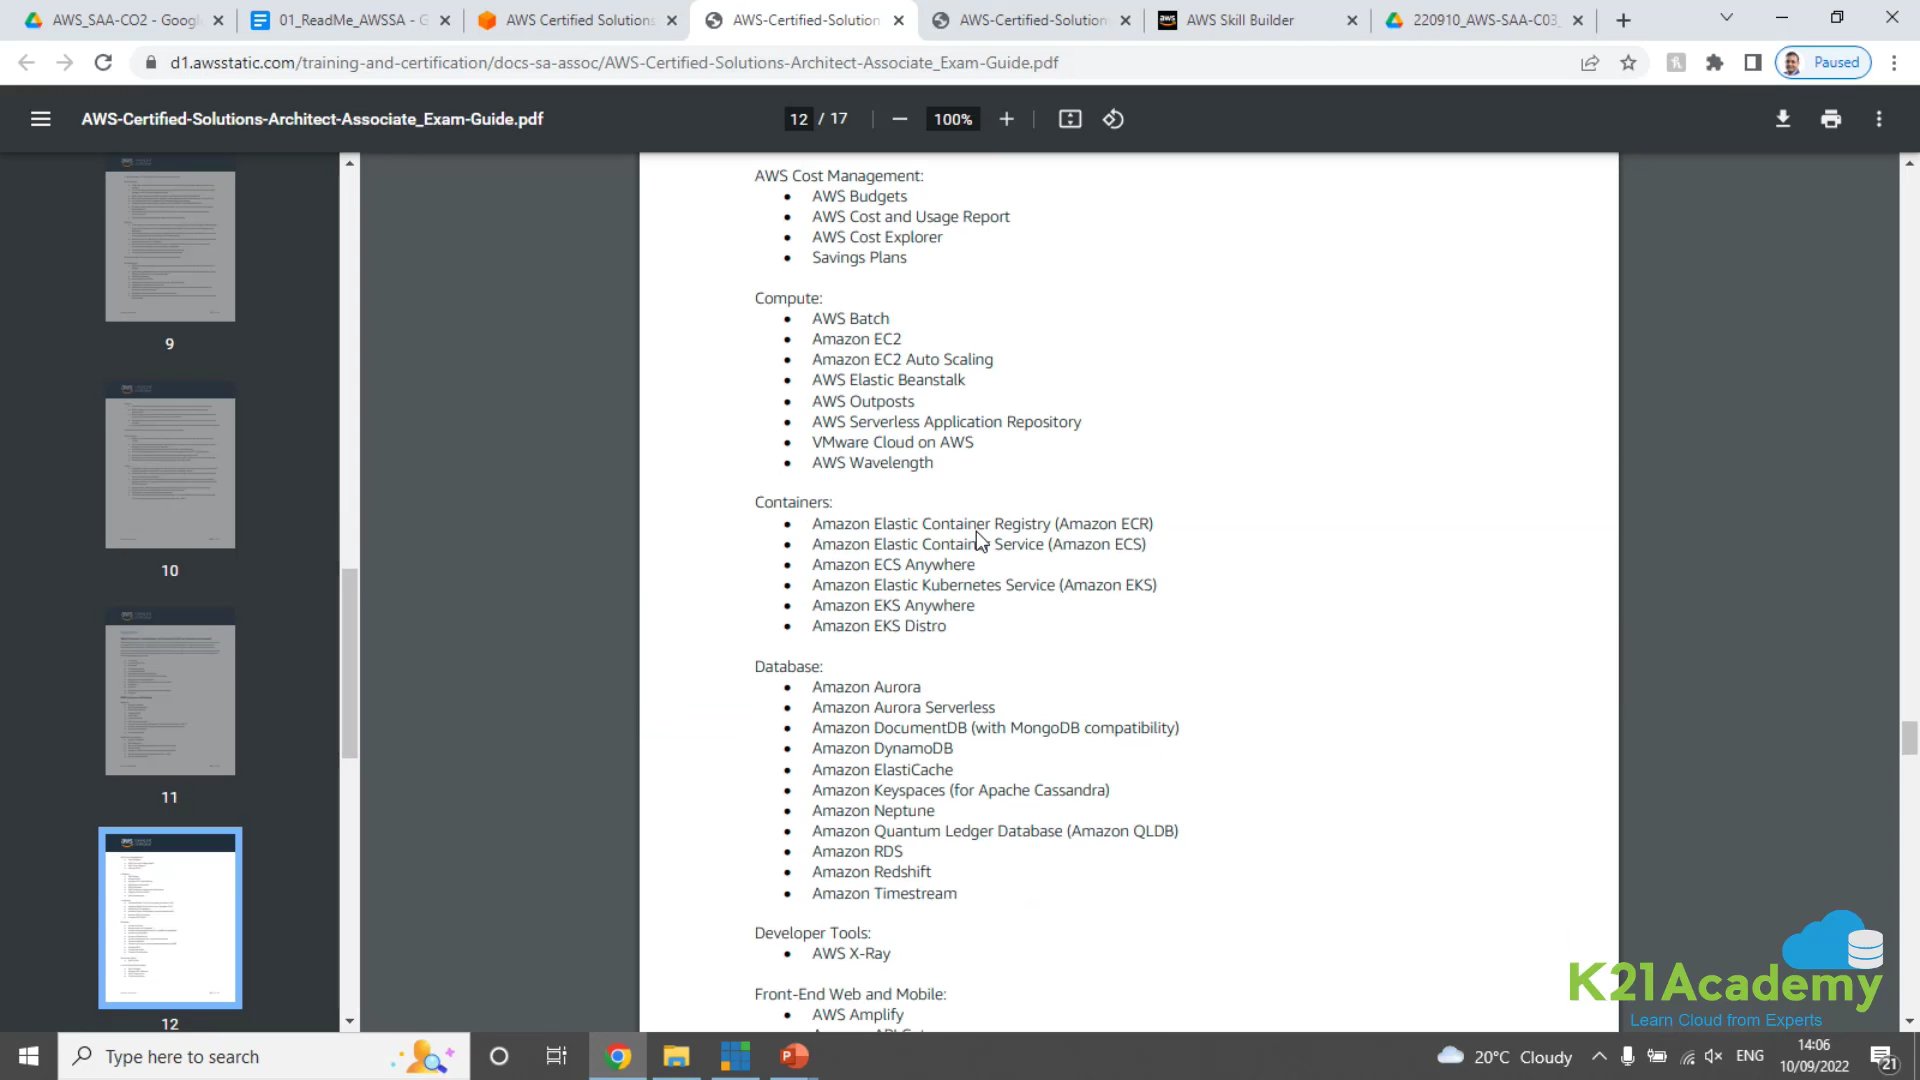 AWS_SAA-CO2 - Google
01_ReadMe_AWSSA - G
AWS Certified Solutions
AWS-Certified-Solution
AWS-Certified-Solution
aws AWS Skill Builder
220910_AWS-SAA-C03_
d1.awsstatic.com/training-and-certification/docs-sa-assoc/AWS-Certified-Solutions-Architect-Associate_Exam-Guide.pdf
Paused
AWS-Certified-Solutions-Architect-Associate_Exam-Guide.pdf
12 / 17
100%
9
10
11
12
AWS Cost Management:
• AWS Budgets
• AWS Cost and Usage Report
• AWS Cost Explorer
• Savings Plans
Compute:
• AWS Batch
• Amazon EC2
• Amazon EC2 Auto Scaling
• AWS Elastic Beanstalk
• AWS Outposts
• AWS Serverless Application Repository
• VMware Cloud on AWS
• AWS Wavelength
Containers:
• Amazon Elastic Container Registry (Amazon ECR)
• Amazon Elastic Container Service (Amazon ECS)
• Amazon ECS Anywhere
• Amazon Elastic Kubernetes Service (Amazon EKS)
• Amazon EKS Anywhere
• Amazon EKS Distro
Database:
• Amazon Aurora
• Amazon Aurora Serverless
• Amazon DocumentDB (with MongoDB compatibility)
• Amazon DynamoDB
• Amazon ElastiCache
• Amazon Keyspaces (for Apache Cassandra)
• Amazon Neptune
• Amazon Quantum Ledger Database (Amazon QLDB)
• Amazon RDS
• Amazon Redshift
• Amazon Timestream
Developer Tools:
• AWS X-Ray
Front-End Web and Mobile:
• AWS Amplify
K21Academy
Learn Cloud from Experts
Type here to search
20°C Cloudy
ENG
14:06
10/09/2022
21